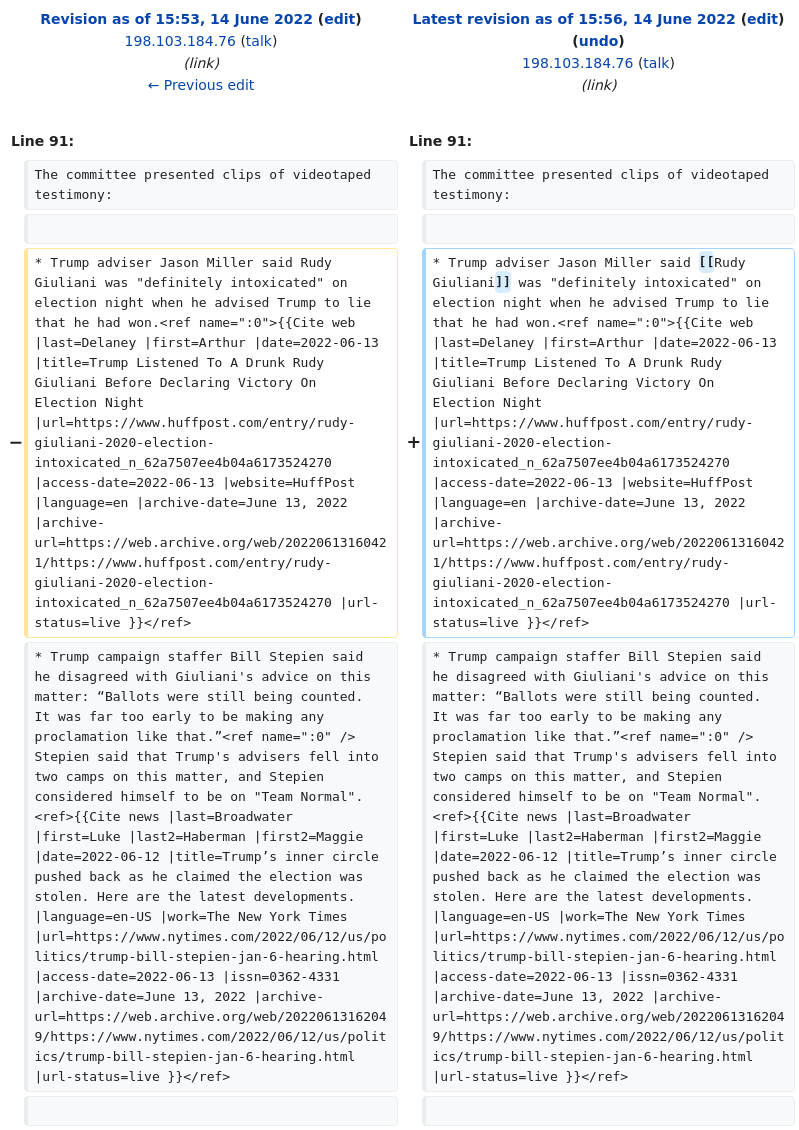 Revision as of 15:53, 14 June 2022 (edit)
198.103.184.76 (talk)
(link)
← Previous edit
Latest revision as of 15:56, 14 June 2022 (edit)
(undo)
198.103.184.76 (talk)
(link)
Line 91:
Line 91:
The committee presented clips of videotaped
testimony:
The committee presented clips of videotaped
testimony:
−
* Trump adviser Jason Miller said Rudy
Giuliani was "definitely intoxicated" on
election night when he advised Trump to lie
that he had won.<ref name=":0">{{Cite web
|last=Delaney |first=Arthur |date=2022-06-13
|title=Trump Listened To A Drunk Rudy
Giuliani Before Declaring Victory On
Election Night
|url=https://www.huffpost.com/entry/rudy-
giuliani-2020-election-
intoxicated_n_62a7507ee4b04a6173524270
|access-date=2022-06-13 |website=HuffPost
|language=en |archive-date=June 13, 2022
|archive-
url=https://web.archive.org/web/2022061316042
1/https://www.huffpost.com/entry/rudy-
giuliani-2020-election-
intoxicated_n_62a7507ee4b04a6173524270 |url-
status=live }}</ref>
+
* Trump adviser Jason Miller said [[Rudy
Giuliani]] was "definitely intoxicated" on
election night when he advised Trump to lie
that he had won.<ref name=":0">{{Cite web
|last=Delaney |first=Arthur |date=2022-06-13
|title=Trump Listened To A Drunk Rudy
Giuliani Before Declaring Victory On
Election Night
|url=https://www.huffpost.com/entry/rudy-
giuliani-2020-election-
intoxicated_n_62a7507ee4b04a6173524270
|access-date=2022-06-13 |website=HuffPost
|language=en |archive-date=June 13, 2022
|archive-
url=https://web.archive.org/web/2022061316042
1/https://www.huffpost.com/entry/rudy-
giuliani-2020-election-
intoxicated_n_62a7507ee4b04a6173524270 |url-
status=live }}</ref>
* Trump campaign staffer Bill Stepien said
he disagreed with Giuliani's advice on this
matter: “Ballots were still being counted.
It was far too early to be making any
proclamation like that.”<ref name=":0" />
Stepien said that Trump's advisers fell into
two camps on this matter, and Stepien
considered himself to be on "Team Normal".
<ref>{{Cite news |last=Broadwater
|first=Luke |last2=Haberman |first2=Maggie
|date=2022-06-12 |title=Trump’s inner circle
pushed back as he claimed the election was
stolen. Here are the latest developments.
|language=en-US |work=The New York Times
|url=https://www.nytimes.com/2022/06/12/us/po
litics/trump-bill-stepien-jan-6-hearing.html
|access-date=2022-06-13 |issn=0362-4331
|archive-date=June 13, 2022 |archive-
url=https://web.archive.org/web/2022061316204
9/https://www.nytimes.com/2022/06/12/us/polit
ics/trump-bill-stepien-jan-6-hearing.html
|url-status=live }}</ref>
* Trump campaign staffer Bill Stepien said
he disagreed with Giuliani's advice on this
matter: “Ballots were still being counted.
It was far too early to be making any
proclamation like that.”<ref name=":0" />
Stepien said that Trump's advisers fell into
two camps on this matter, and Stepien
considered himself to be on "Team Normal".
<ref>{{Cite news |last=Broadwater
|first=Luke |last2=Haberman |first2=Maggie
|date=2022-06-12 |title=Trump’s inner circle
pushed back as he claimed the election was
stolen. Here are the latest developments.
|language=en-US |work=The New York Times
|url=https://www.nytimes.com/2022/06/12/us/po
litics/trump-bill-stepien-jan-6-hearing.html
|access-date=2022-06-13 |issn=0362-4331
|archive-date=June 13, 2022 |archive-
url=https://web.archive.org/web/2022061316204
9/https://www.nytimes.com/2022/06/12/us/polit
ics/trump-bill-stepien-jan-6-hearing.html
|url-status=live }}</ref>